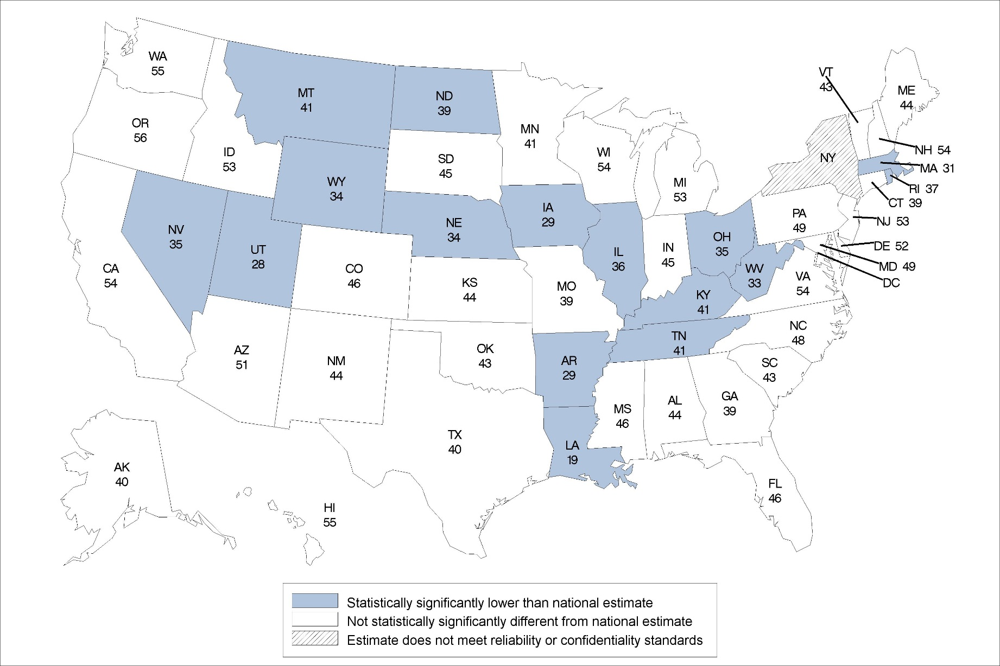 WA
55
MT
41
ND
39
VT
43
ME
44
OR
56
MN
41
ID
53
SD
45
WI
54
NY
NH 54
MA 31
WY
34
MI
53
RI 37
CT 39
IA
29
NE
34
PA
49
NJ 53
NV
35
UT
28
OH
35
DE 52
IL
36
IN
45
WV
33
MD 49
DC
CA
54
CO
46
KS
44
MO
39
VA
54
KY
41
NC
48
TN
41
AZ
51
NM
44
OK
43
AR
29
SC
43
MS
46
AL
44
GA
39
TX
40
LA
19
AK
40
FL
46
HI
55
Statistically significantly lower than national estimate
Not statistically significantly different from national estimate
Estimate does not meet reliability or confidentiality standards